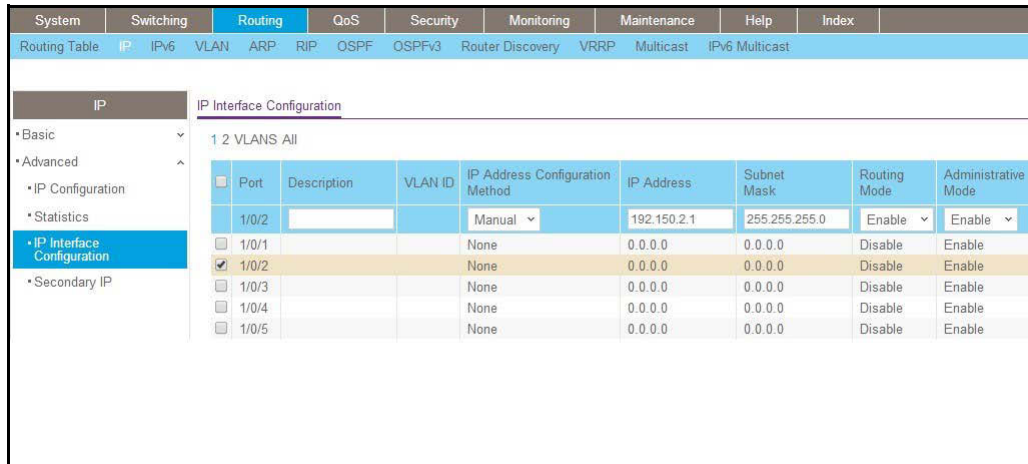 System Switching Routing QoS Security Monitoring Maintenance Help Index
Routing Table IP IPv6 VLAN ARP RIP OSPF OSPFv3 Router Discovery VRRP Multicast IPv6 Multicast
IP
Basic
Advanced
IP Configuration
Statistics
IP Interface
Configuration
Secondary IP
IP Interface Configuration
1 2 VLANS All
Port Description VLAN ID IP Address Configuration Method IP Address Subnet Mask Routing Mode Administrative Mode
1/0/2 Manual 192.150.2.1 255.255.255.0 Enable Enable
1/0/1 None 0.0.0.0 0.0.0.0 Disable Enable
1/0/2 None 0.0.0.0 0.0.0.0 Disable Enable
1/0/3 None 0.0.0.0 0.0.0.0 Disable Enable
1/0/4 None 0.0.0.0 0.0.0.0 Disable Enable
1/0/5 None 0.0.0.0 0.0.0.0 Disable Enable